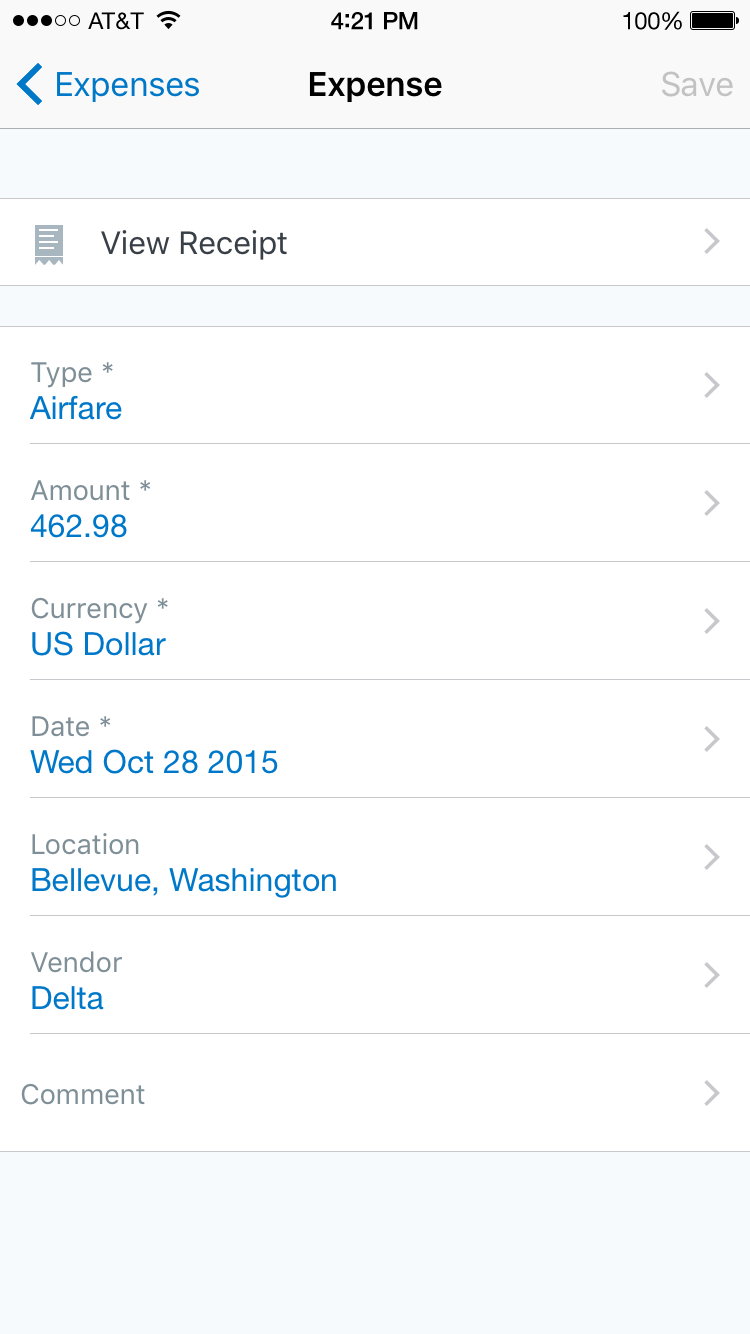 AT&T 4:21 PM 100%
Expenses Expense Save
View Receipt
Type *
Airfare
Amount *
462.98
Currency *
US Dollar
Date *
Wed Oct 28 2015
Location
Bellevue, Washington
Vendor
Delta
Comment